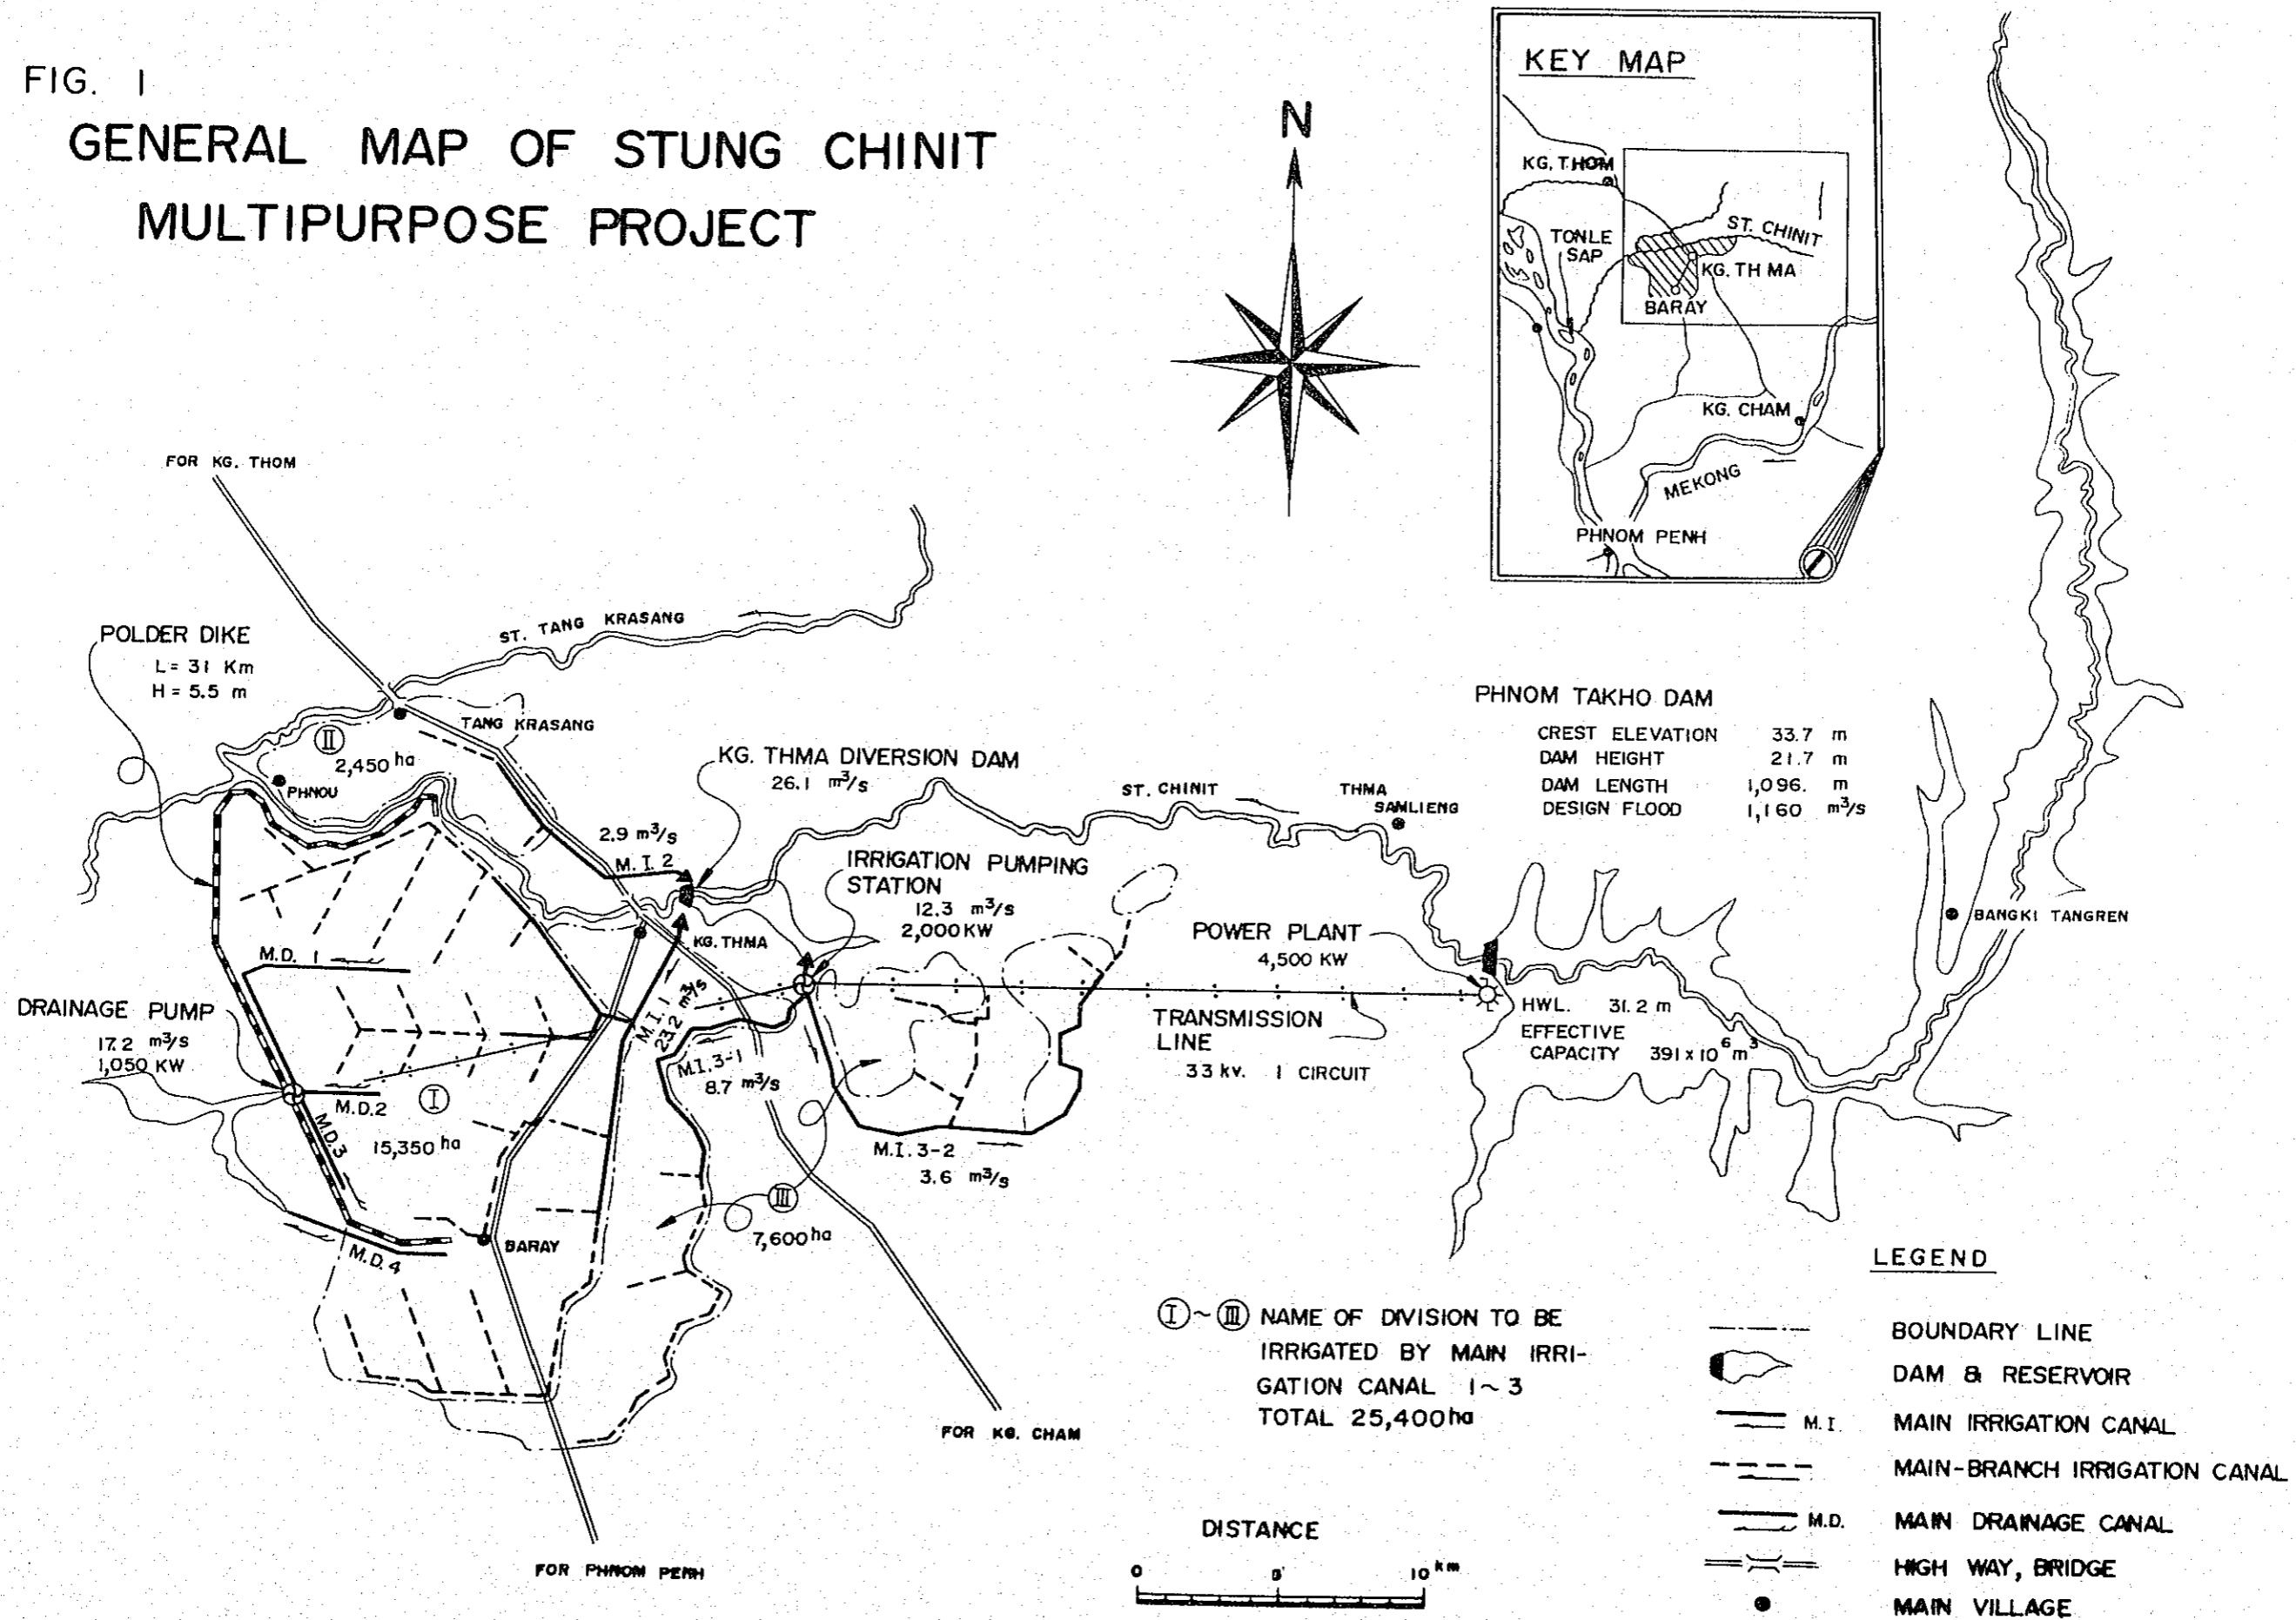 FIG. 1
GENERAL MAP OF STUNG CHINIT
MULTIPURPOSE PROJECT
N
KEY MAP
KG. THOM
TONLE
SAP
ST. CHINIT
KG. TH MA
BARAY
KG. CHAM
MEKONG
PHNOM PENH
FOR KG. THOM
ST. TANG KRASANG
POLDER DIKE
L = 31 Km
H = 5.5 m
TANG KRASANG
II
2,450 ha
PHNOU
KG. THMA DIVERSION DAM
26.1 m³/s
ST. CHINIT
THMA
SAMLIENG
PHNOM TAKHO DAM
CREST ELEVATION 33.7 m
DAM HEIGHT 21.7 m
DAM LENGTH 1,096. m
DESIGN FLOOD 1,160 m³/s
2.9 m³/s
M. I. 2
IRRIGATION PUMPING
STATION
12.3 m³/s
2,000 KW
KG. THMA
POWER PLANT
4,500 KW
BANGKI TANGREN
M.D. 1
DRAINAGE PUMP
17.2 m³/s
1,050 KW
M.I. 1
23.2 m³/s
HWL. 31.2 m
EFFECTIVE
CAPACITY 391 x 10⁶ m³
TRANSMISSION
LINE
33 kv. 1 CIRCUIT
M.I.3-1
8.7 m³/s
M.D.2
I
M.D.3
15,350 ha
M.I.3-2
3.6 m³/s
III
7,600 ha
BARAY
M.D.4
FOR KG. CHAM
FOR PHNOM PENH
I ~ III NAME OF DIVISION TO BE
IRRIGATED BY MAIN IRRI-
GATION CANAL 1~3
TOTAL 25,400 ha
DISTANCE
0 5 10 km
LEGEND
BOUNDARY LINE
DAM & RESERVOIR
M.I. MAIN IRRIGATION CANAL
MAIN-BRANCH IRRIGATION CANAL
M.D. MAIN DRAINAGE CANAL
HIGH WAY, BRIDGE
MAIN VILLAGE